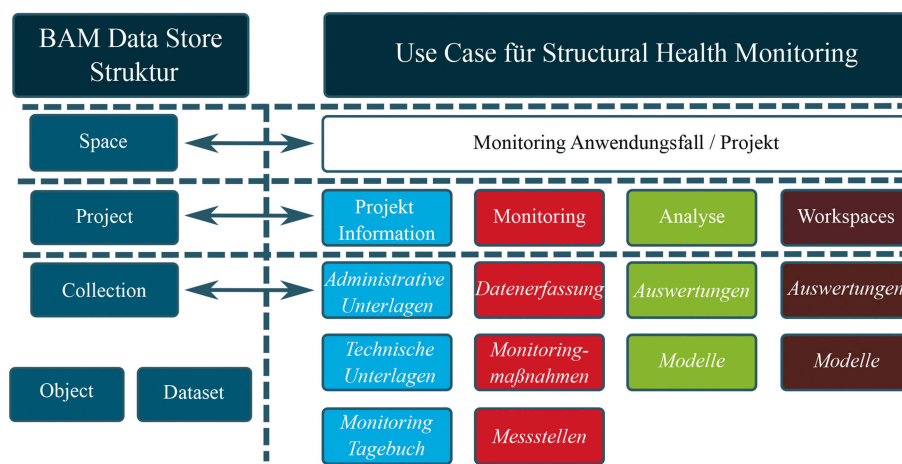 BAM Data Store
Struktur
Use Case für Structural Health Monitoring
Space
Monitoring Anwendungsfall / Projekt
Project
Projekt
Information
Monitoring
Analyse
Workspaces
Collection
Administrative
Unterlagen
Datenerfassung
Auswertungen
Auswertungen
Technische
Unterlagen
Monitoring-
maßnahmen
Modelle
Modelle
Object
Dataset
Monitoring
Tagebuch
Messstellen